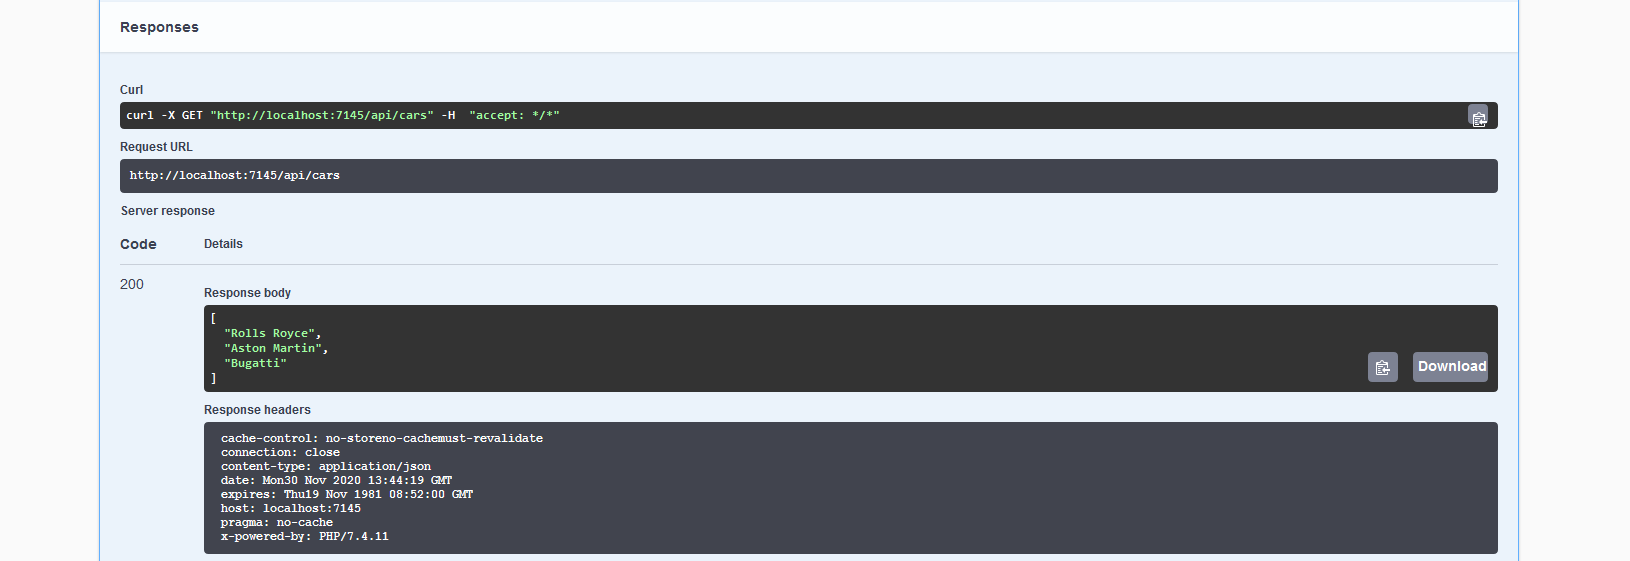 Responses
Curl
curl -X GET "http://localhost:7145/api/cars" -H  "accept: */*"
Request URL
http://localhost:7145/api/cars
Server response
Code Details
200
Response body
[
  "Rolls Royce",
  "Aston Martin",
  "Bugatti"
]
Download
Response headers
cache-control: no-storeno-cachemust-revalidate
connection: close
content-type: application/json
date: Mon30 Nov 2020 13:44:19 GMT
expires: Thu19 Nov 1981 08:52:00 GMT
host: localhost:7145
pragma: no-cache
x-powered-by: PHP/7.4.11